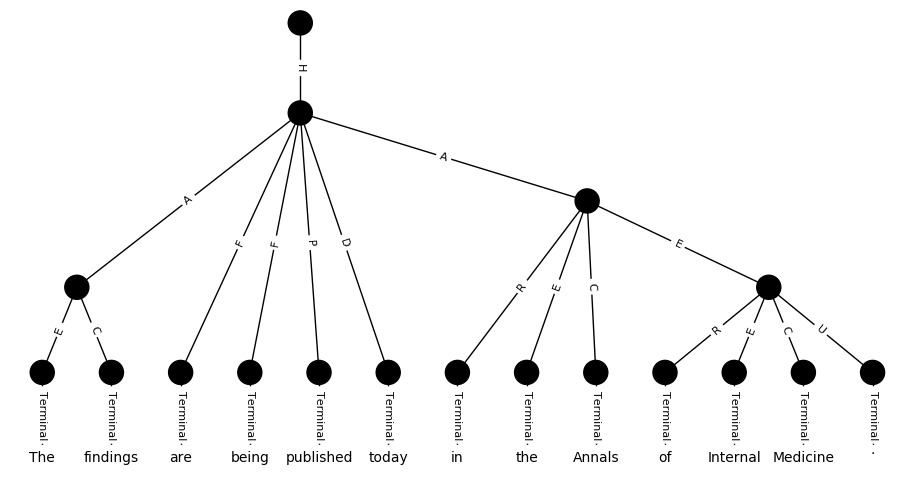 H
A
A
F
F
P
D
E
R
E
C
E
C
R
E
C
U
Terminal Terminal Terminal Terminal Terminal Terminal Terminal Terminal Terminal Terminal Terminal Terminal Terminal
The findings are being published today in the Annals of Internal Medicine .